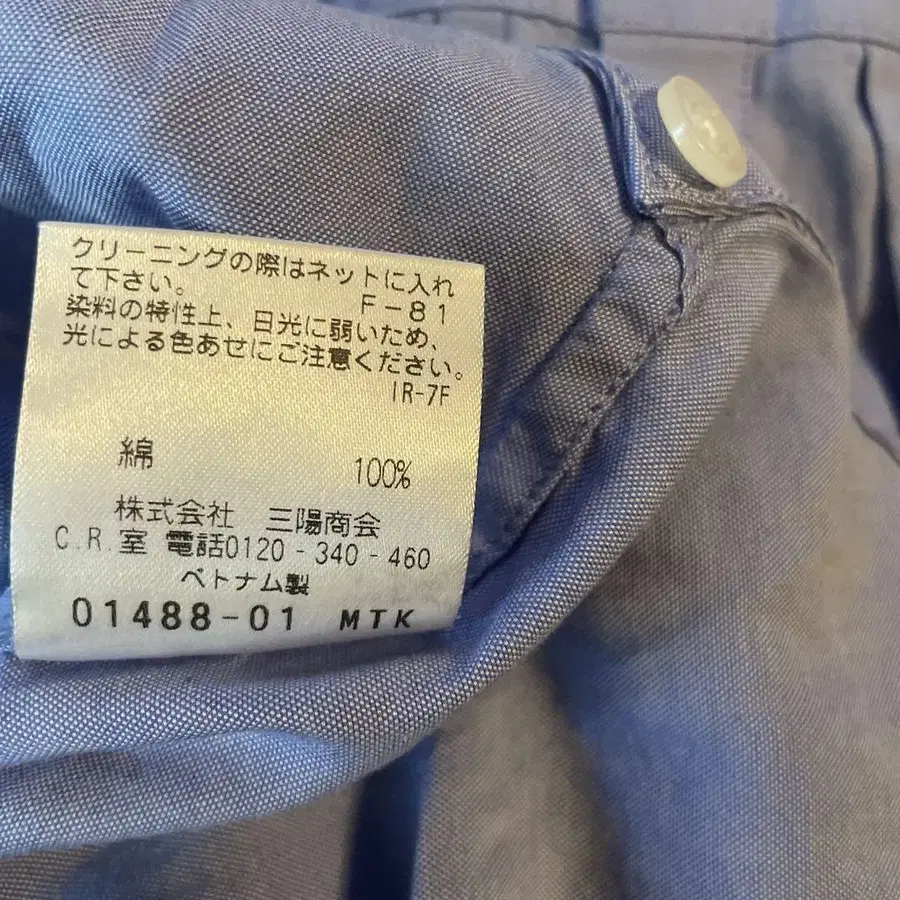 クリーニングの際はネットに入れ
て下さい。 F-81
染料の特性上、日光に弱いため、
光による色あせにご注意ください。
IR-7F
綿 100%
株式会社 三陽商会
C.R.室 電話0120-340-460
ベトナム製
01488-01 MTK